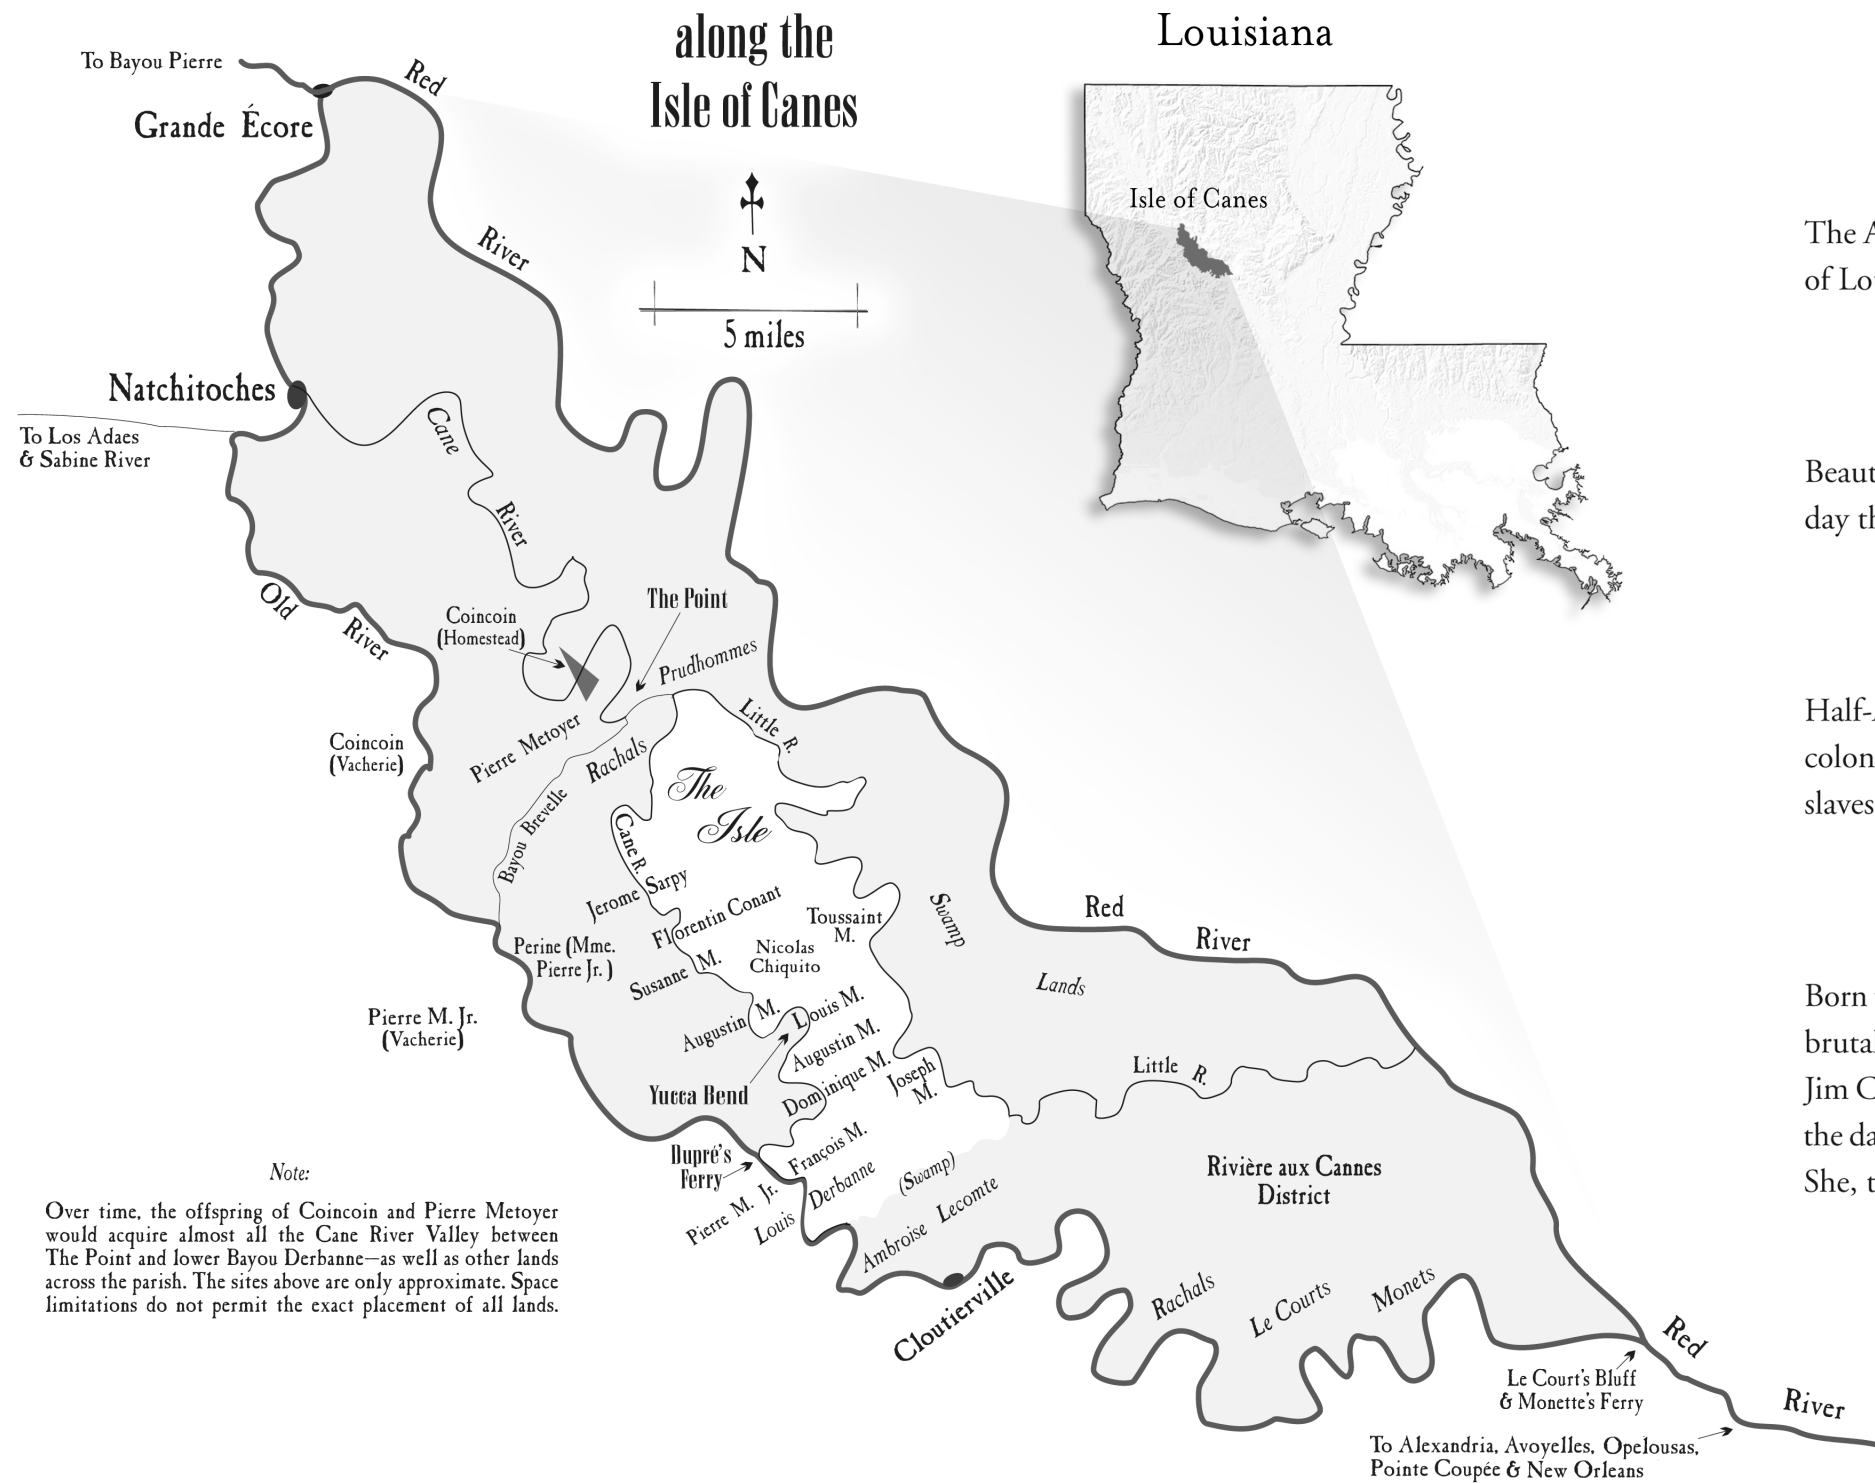 along the
Isle of Canes
N
5 miles
Louisiana
Isle of Canes
To Bayou Pierre
Grande Écore
Red
River
Natchitoches
To Los Adaes
& Sabine River
Cane
River
Old
River
Coincoin
(Homestead)
The Point
Prudhommes
Little R.
Pierre Metoyer
Rachals
Coincoin
(Vacherie)
Bayou Brevelle
The
Isle
Cane R.
Jerome Sarpy
Florentin Conant
Toussaint
M.
Nicolas
Chiquito
Swamp
Lands
Red
River
Perine (Mme.
Pierre Jr.)
Susanne M.
Pierre M. Jr.
(Vacherie)
Augustin M.
Louis M.
Augustin M.
Dominique M.
Joseph
M.
Yucca Bend
Little R.
Dupré's
Ferry
François M.
Pierre M. Jr.
Louis Derbanne
(Swamp)
Ambroise Lecomte
Rivière aux Cannes
District
Cloutierville
Rachals
Le Courts
Monets
Red
River
Le Court's Bluff
& Monette's Ferry
To Alexandria, Avoyelles, Opelousas,
Pointe Coupée & New Orleans
Note:
Over time, the offspring of Coincoin and Pierre Metoyer
would acquire almost all the Cane River Valley between
The Point and lower Bayou Derbanne—as well as other lands
across the parish. The sites above are only approximate. Space
limitations do not permit the exact placement of all lands.
The
of
day
Half-
colon
slaves
Born
Jim
the
She,